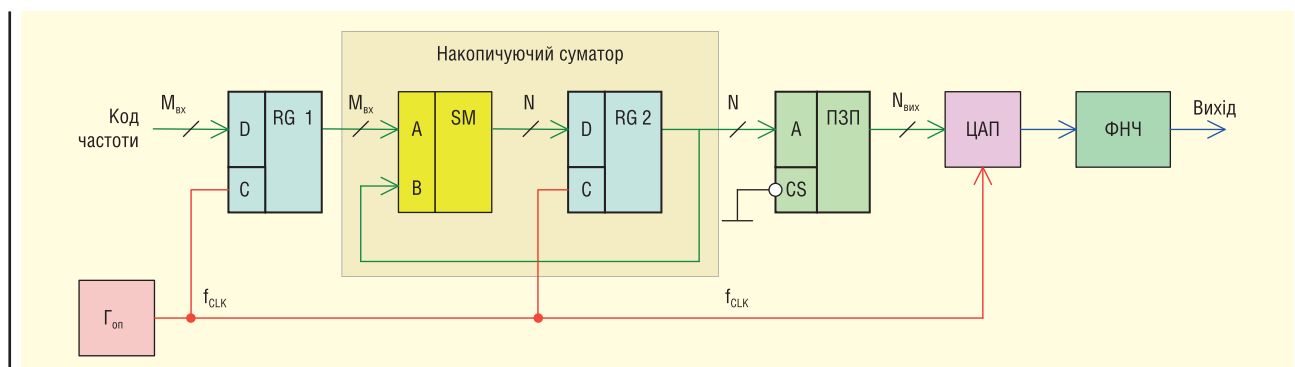 Накопичуючий суматор
Код
частоти
Mвх
D
C
RG 1
Mвх
A
B
SM
N
D
C
RG 2
N
A
CS
ПЗП
Nвих
ЦАП
ФНЧ
Вихід
Гоп
fCLK
fCLK